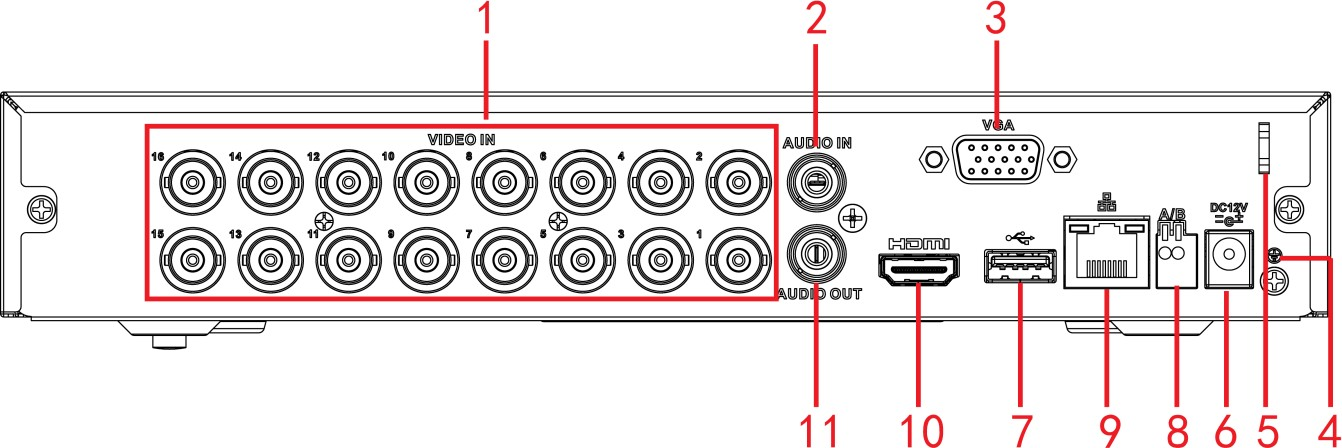 1 2 3
VIDEO IN AUDIO IN VGA
16 14 12 10 8 6 4 2
15 13 11 9 7 5 3 1
HDMI A/B DC12V
AUDIO OUT
11 10 7 9 8 6 5 4